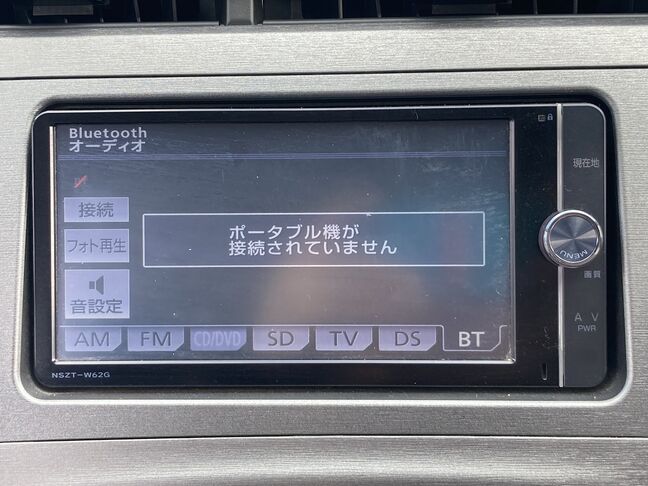 Bluetooth
オーディオ
接続
フォト再生
音設定
ポータブル機が
接続されていません
AM FM CD/DVD SD TV DS BT
NSZT-W62G
現在地
MENU
画質
A V
PWR